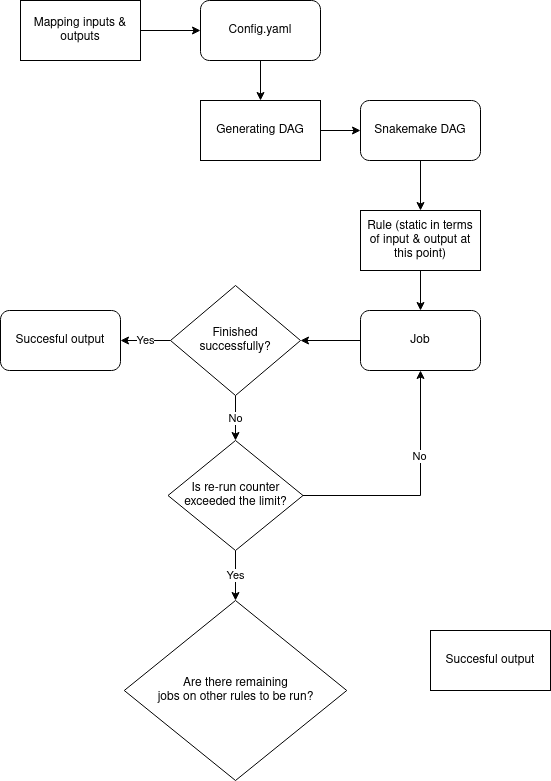 Mapping inputs &
outputs
Config.yaml
Generating DAG
Snakemake DAG
Rule (static in terms
of input & output at
this point)
Job
Finished
successfully?
Yes
Succesful output
No
Is re-run counter
exceeded the limit?
No
Yes
Are there remaining
jobs on other rules to be run?
Succesful output